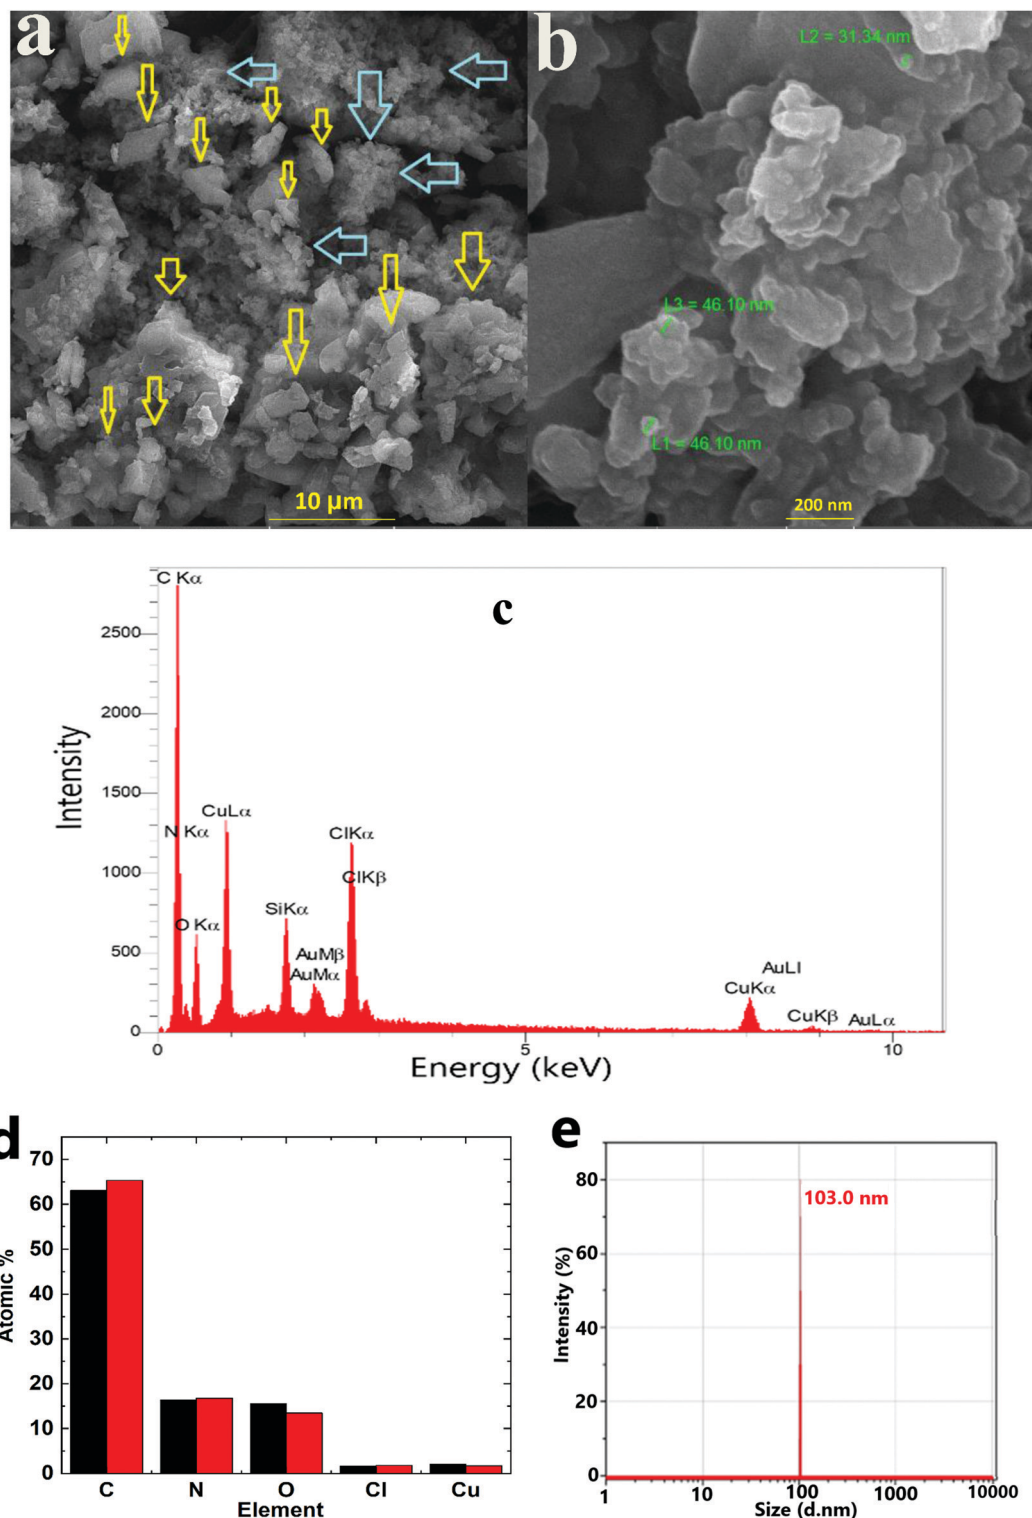 a
b
L2 = 31.34 nm
L3 = 46.10 nm
L1 = 46.10 nm
10 µm
200 nm
c
C Kα
2500
2000
1500
1000
500
0
Intensity
N Kα
CuLα
O Kα
SiKα
AuMβ
AuMα
ClKα
ClKβ
AuLl
CuKα
CuKβ
AuLα
0
5
10
Energy (keV)
d
70
60
50
40
30
20
10
0
Atomic %
C
N
O
Cl
Cu
Element
e
80
60
40
20
0
Intensity (%)
103.0 nm
1
10
100
1000
10000
Size (d.nm)